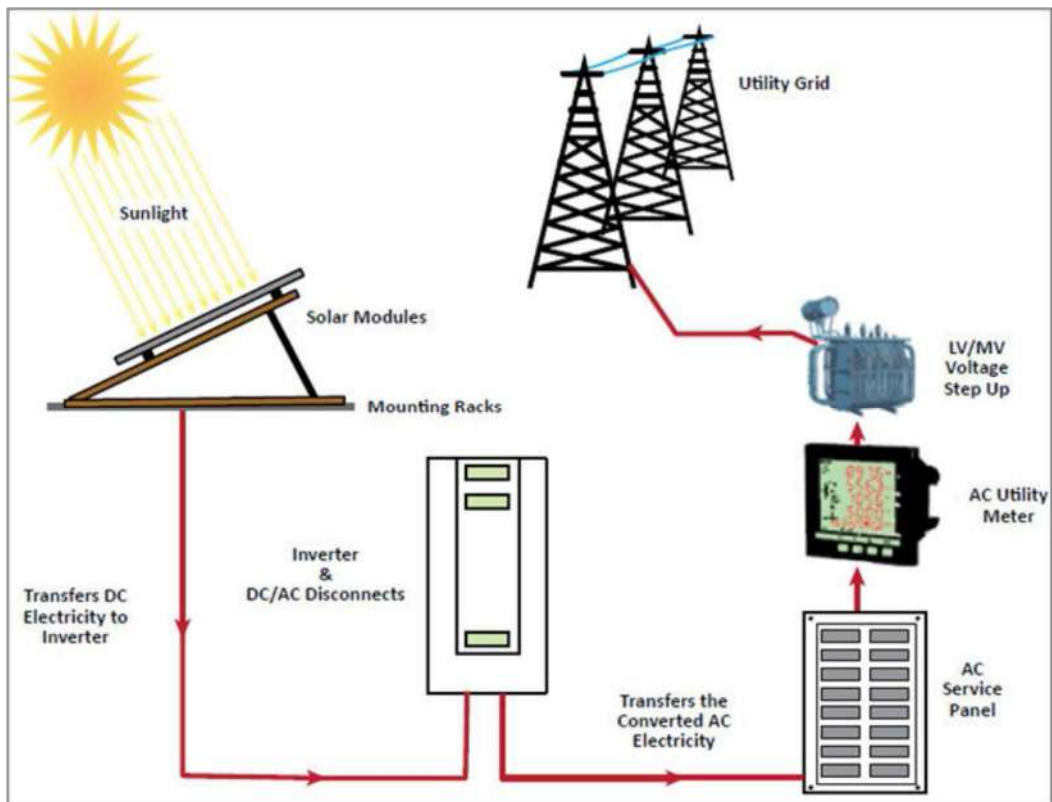 Utility Grid
Sunlight
Solar Modules
Mounting Racks
LV/MV
Voltage
Step Up
AC Utility
Meter
Inverter
&
DC/AC Disconnects
Transfers DC
Electricity to
Inverter
AC
Service
Panel
Transfers the
Converted AC
Electricity